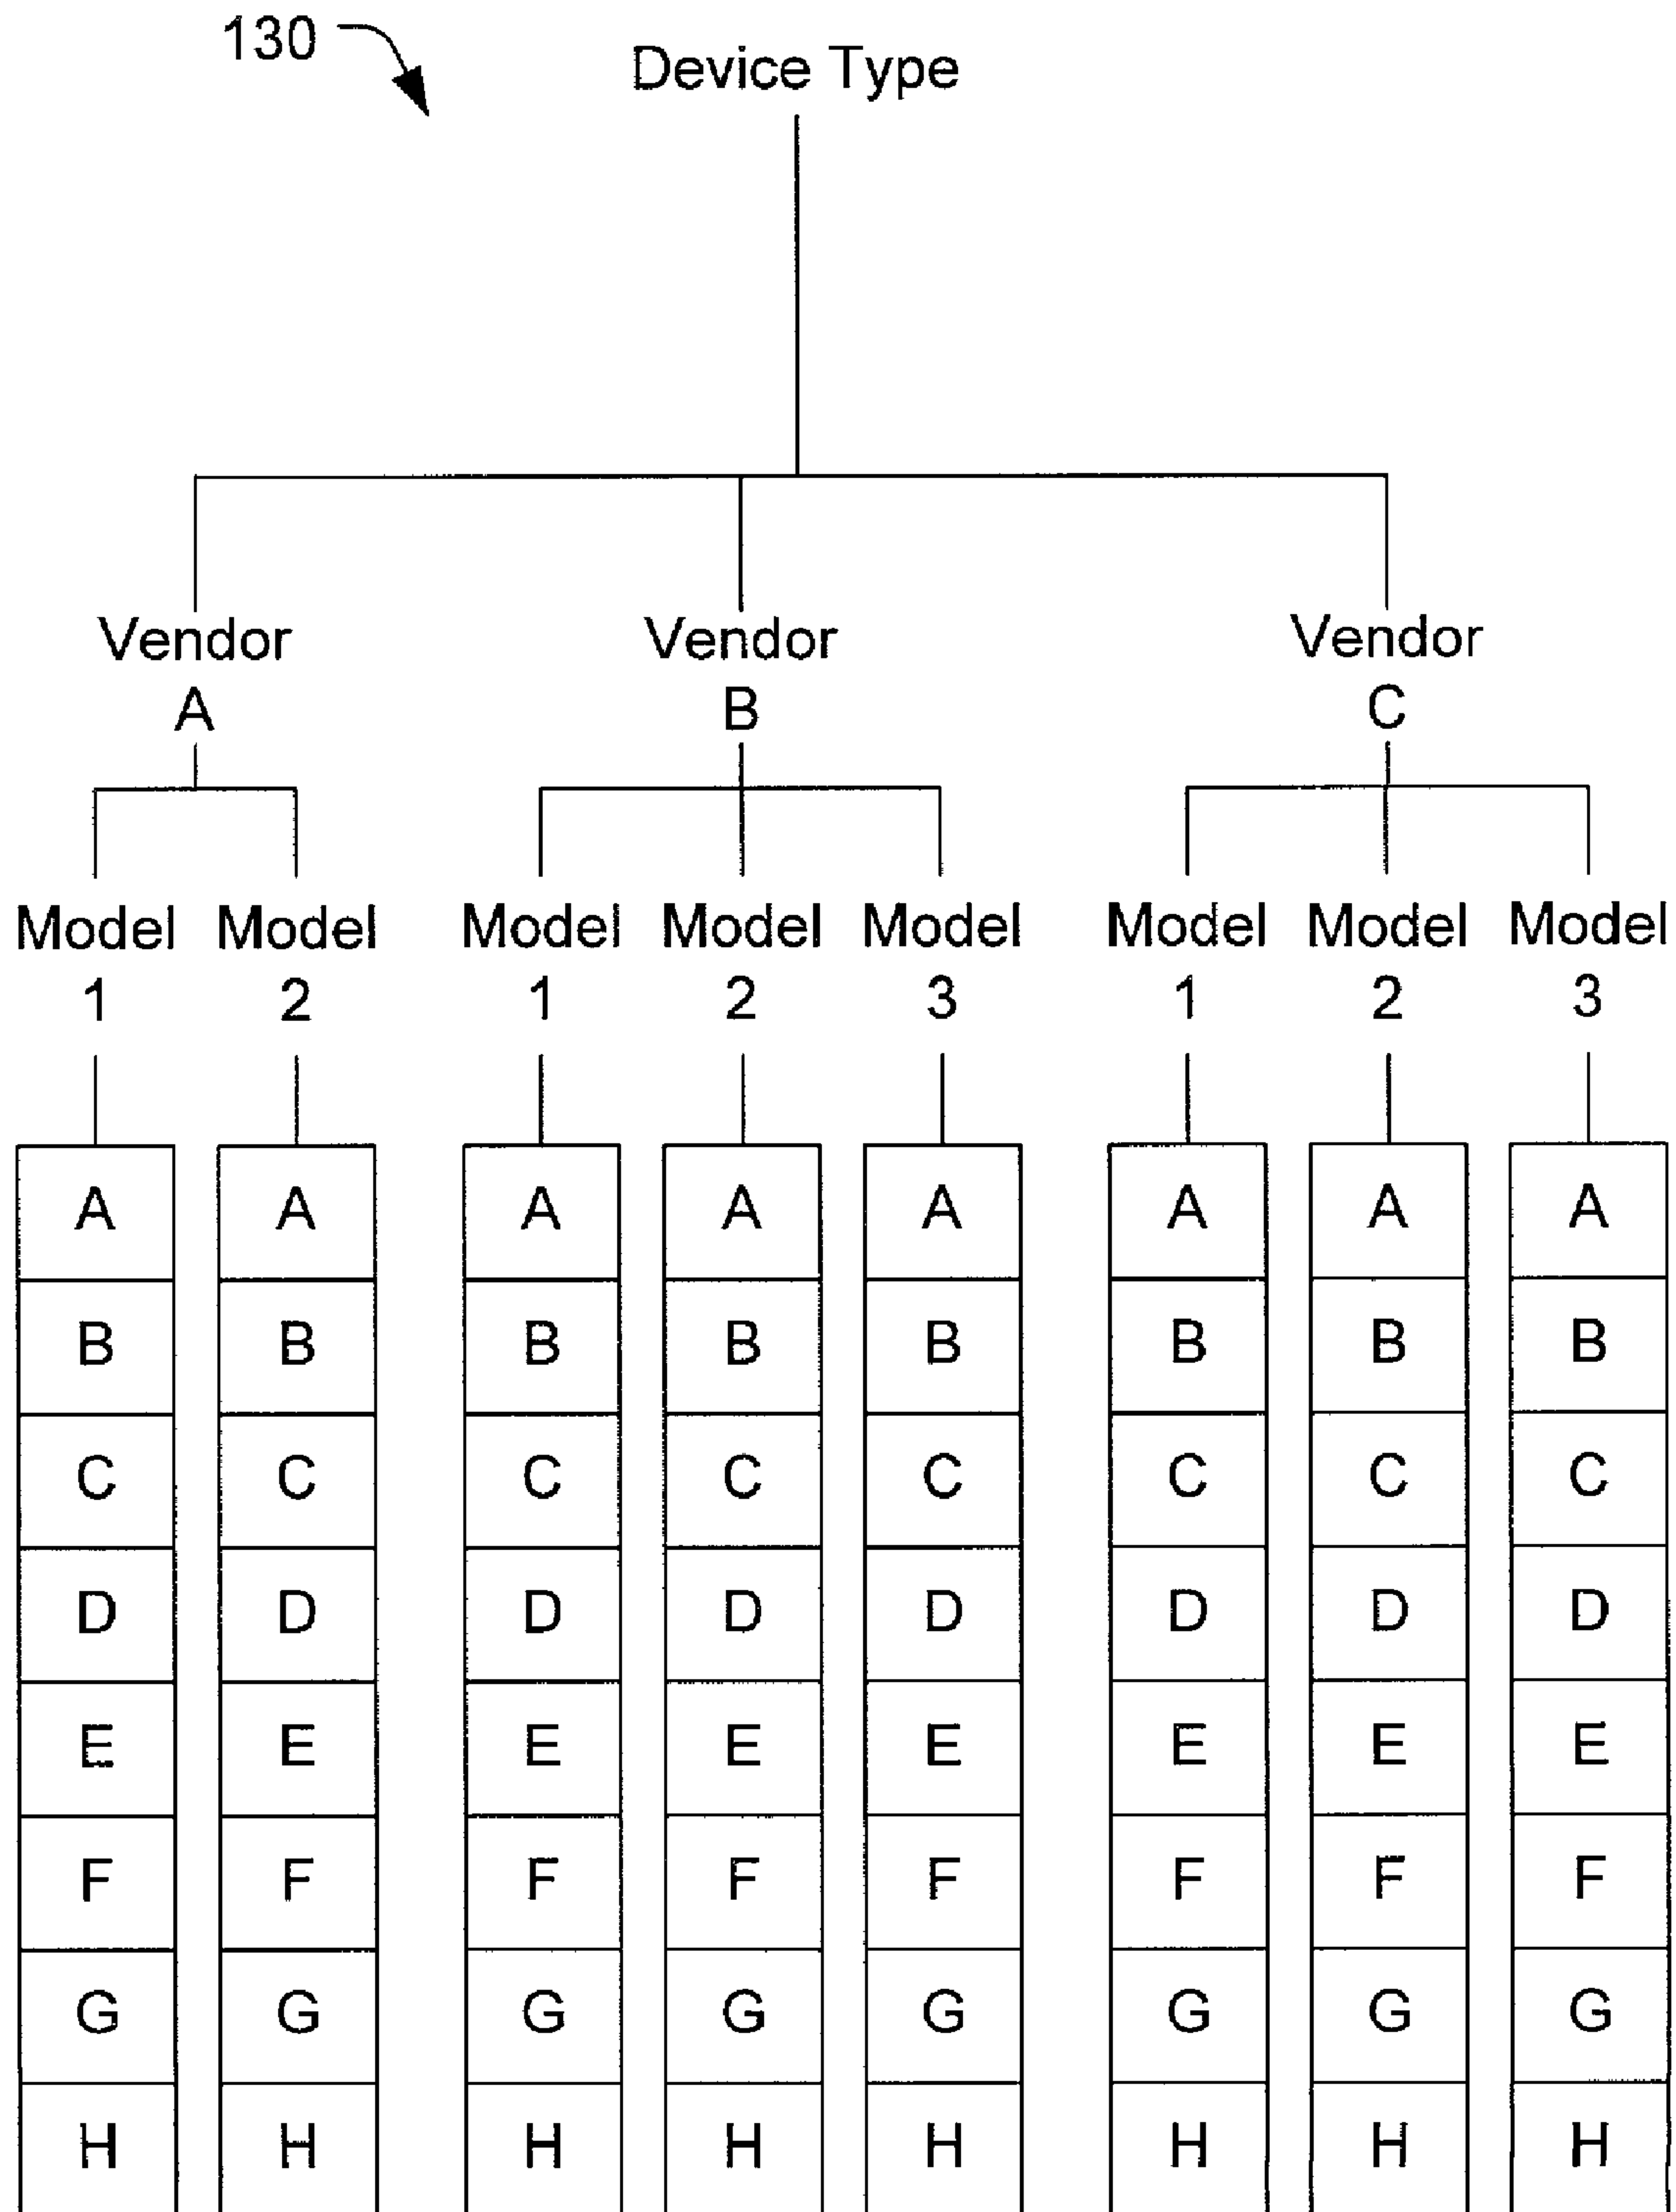 130
Device Type
Vendor Vendor Vendor
A B C
Model Model Model Model Model Model Model Model
1 2 1 2 3 1 2 3
A A A A A A A A
B B B B B B B B
C C C C C C C C
D D D D D D D D
E E E E E E E E
F F F F F F F F
G G G G G G G G
H H H H H H H H